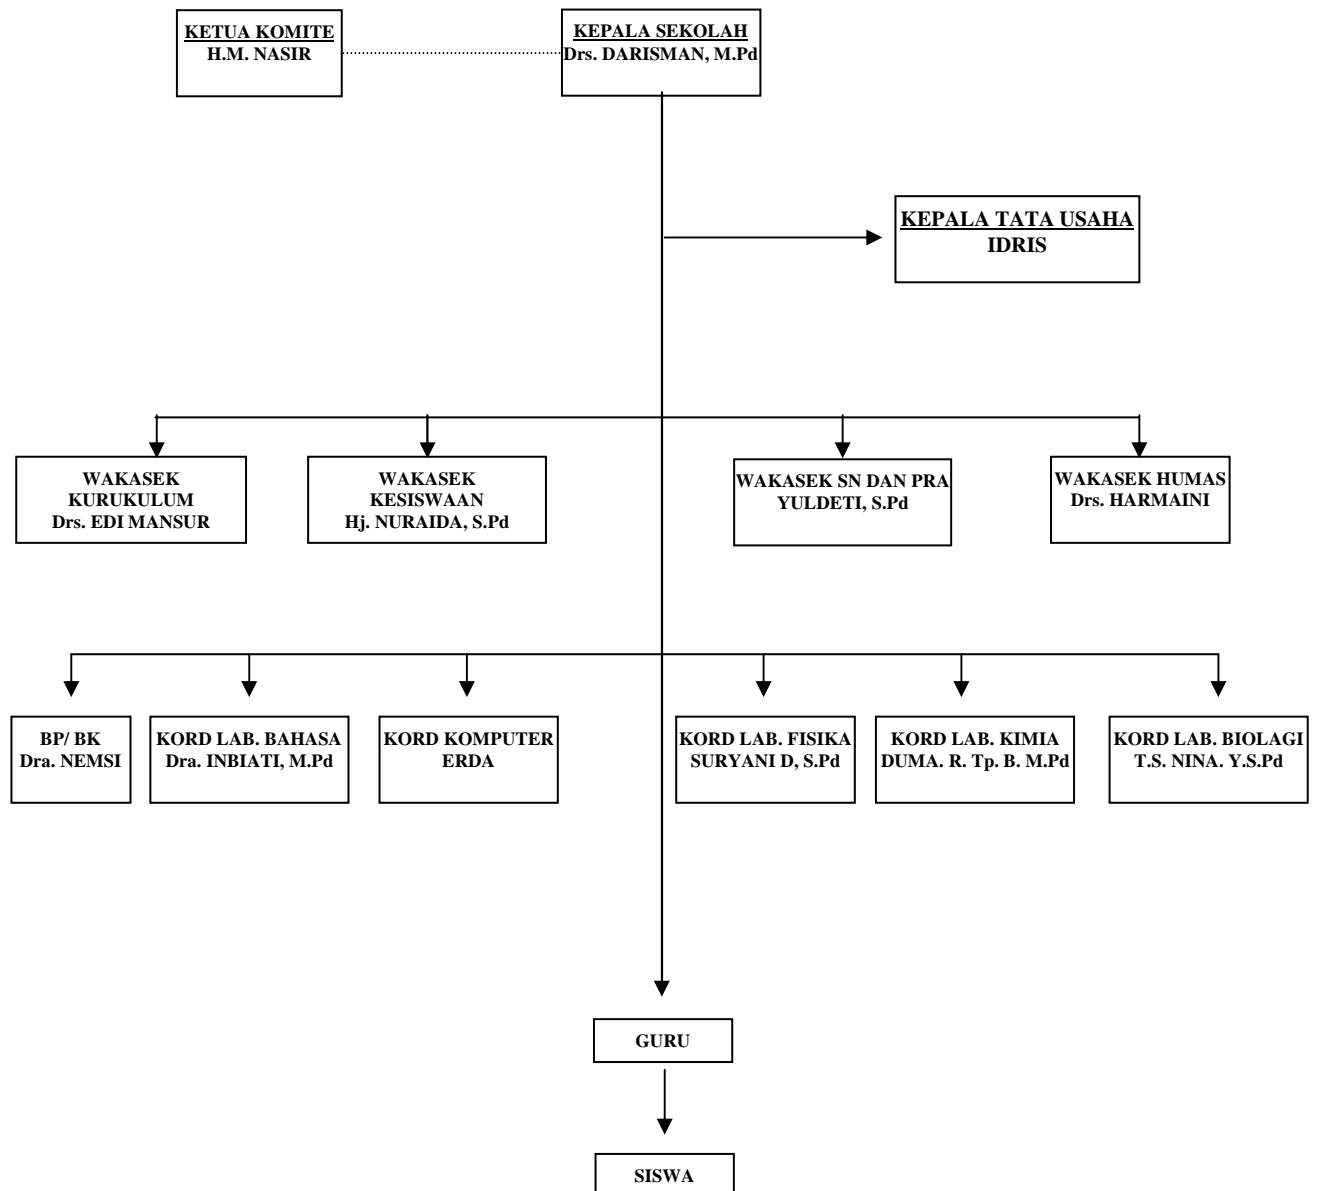 KETUA KOMITE
H.M. NASIR
KEPALA SEKOLAH
Drs. DARISMAN, M.Pd
KEPALA TATA USAHA
IDRIS
WAKASEK
KURUKULUM
Drs. EDI MANSUR
WAKASEK
KESISWAAN
Hj. NURAIDA, S.Pd
WAKASEK SN DAN PRA
YULDETI, S.Pd
WAKASEK HUMAS
Drs. HARMAINI
BP/ BK
Dra. NEMSI
KORD LAB. BAHASA
Dra. INBIATI, M.Pd
KORD KOMPUTER
ERDA
KORD LAB. FISIKA
SURYANI D, S.Pd
KORD LAB. KIMIA
DUMA. R. Tp. B. M.Pd
KORD LAB. BIOLAGI
T.S. NINA. Y.S.Pd
GURU
SISWA